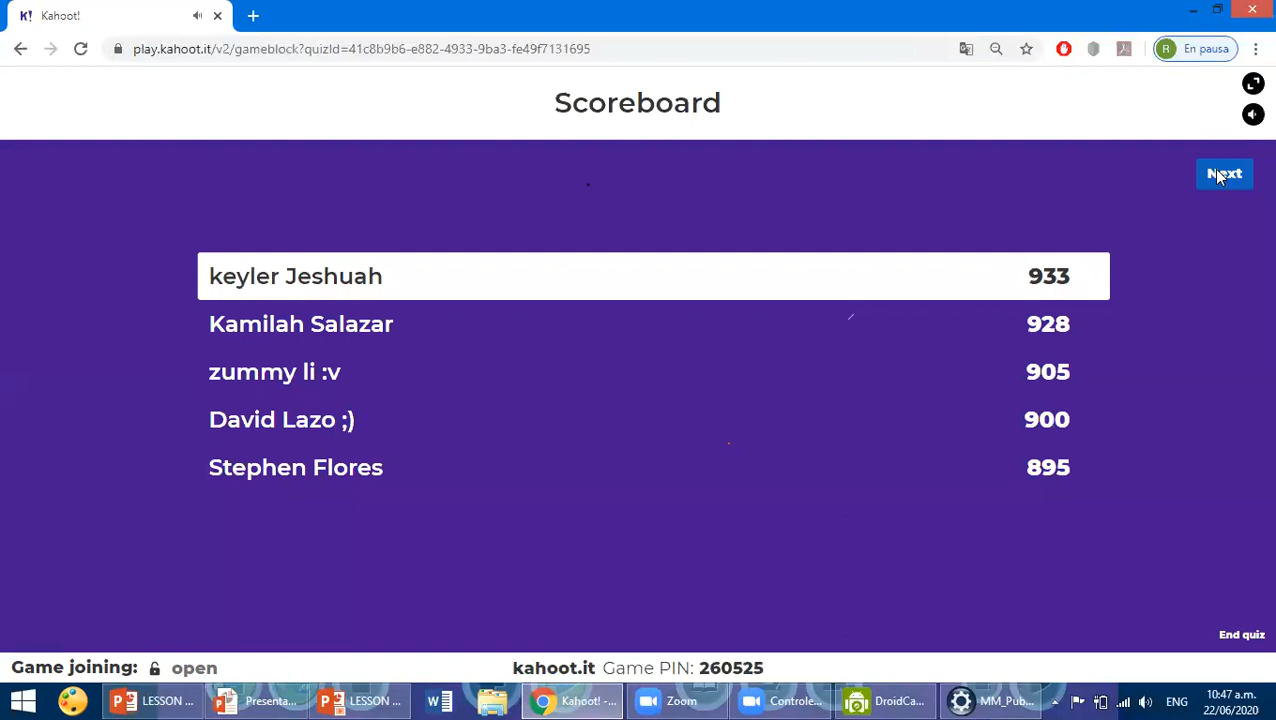 K! Kahoot!
play.kahoot.it/v2/gameblock?quizId=41c8b9b6-e882-4933-9ba3-fe49f7131695
R En pausa
Scoreboard
Next
keyler Jeshuah 933
Kamilah Salazar 928
zummy li :v 905
David Lazo ;) 900
Stephen Flores 895
End quiz
Game joining: open kahoot.it Game PIN: 260525
LESSON ... Presenta... LESSON ... Kahoot! -... Zoom Controle... DroidCa... MM_Pub... ENG 10:47 a.m.
22/06/2020